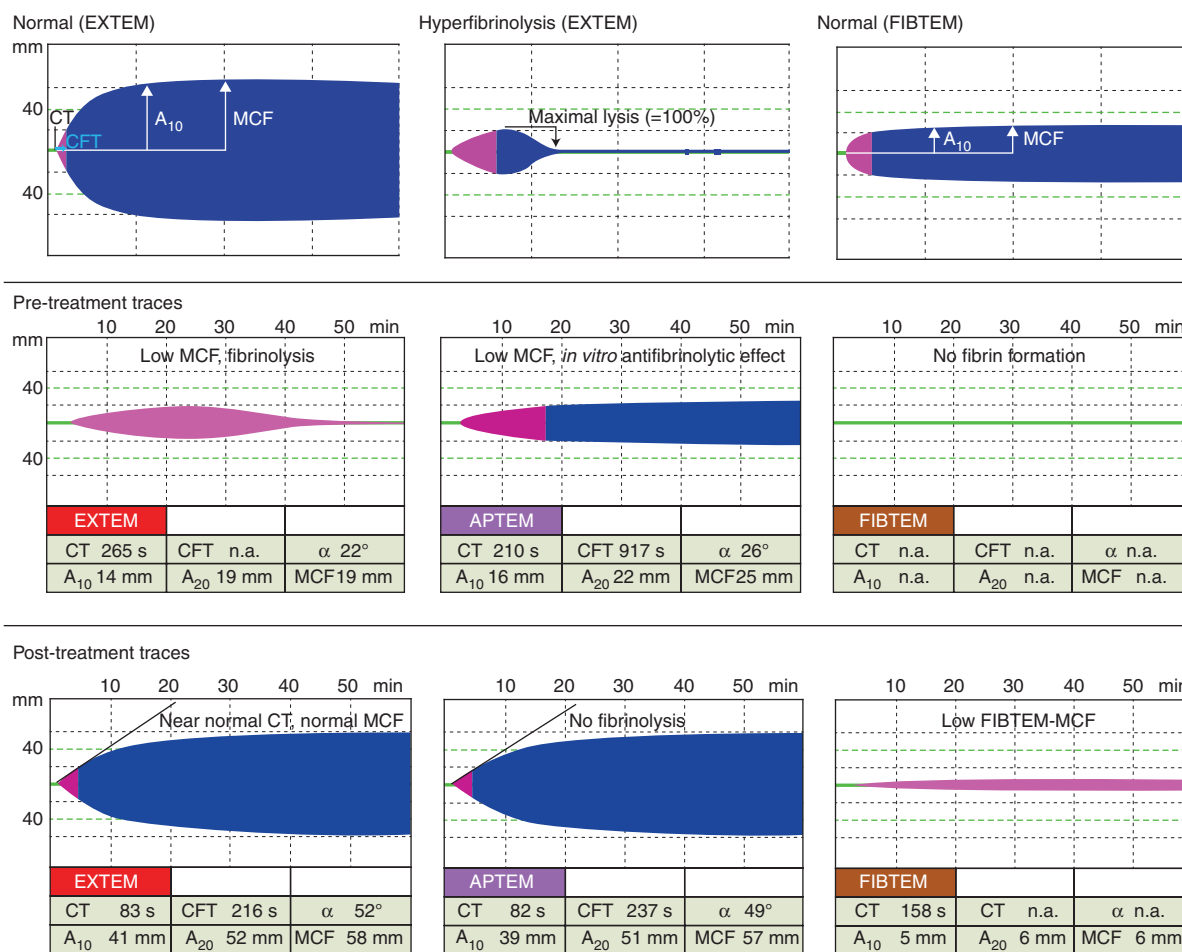 Normal (EXTEM)
Hyperfibrinolysis (EXTEM)
Normal (FIBTEM)
mm
40
CT
CFT
A10
MCF
40
Maximal lysis (=100%)
A10
MCF
Pre-treatment traces
10 20 30 40 50 min
10 20 30 40 50 min
10 20 30 40 50 min
mm
Low MCF, fibrinolysis
Low MCF, in vitro antifibrinolytic effect
No fibrin formation
40
40
EXTEM
CT 265 s CFT n.a. α 22°
A10 14 mm A20 19 mm MCF19 mm
APTEM
CT 210 s CFT 917 s α 26°
A10 16 mm A20 22 mm MCF25 mm
FIBTEM
CT n.a. CFT n.a. α n.a.
A10 n.a. A20 n.a. MCF n.a.
Post-treatment traces
10 20 30 40 50 min
10 20 30 40 50 min
10 20 30 40 50 min
mm
Near normal CT, normal MCF
No fibrinolysis
Low FIBTEM-MCF
40
40
EXTEM
CT 83 s CFT 216 s α 52°
A10 41 mm A20 52 mm MCF 58 mm
APTEM
CT 82 s CFT 237 s α 49°
A10 39 mm A20 51 mm MCF 57 mm
FIBTEM
CT 158 s CT n.a. α n.a.
A10 5 mm A20 6 mm MCF 6 mm